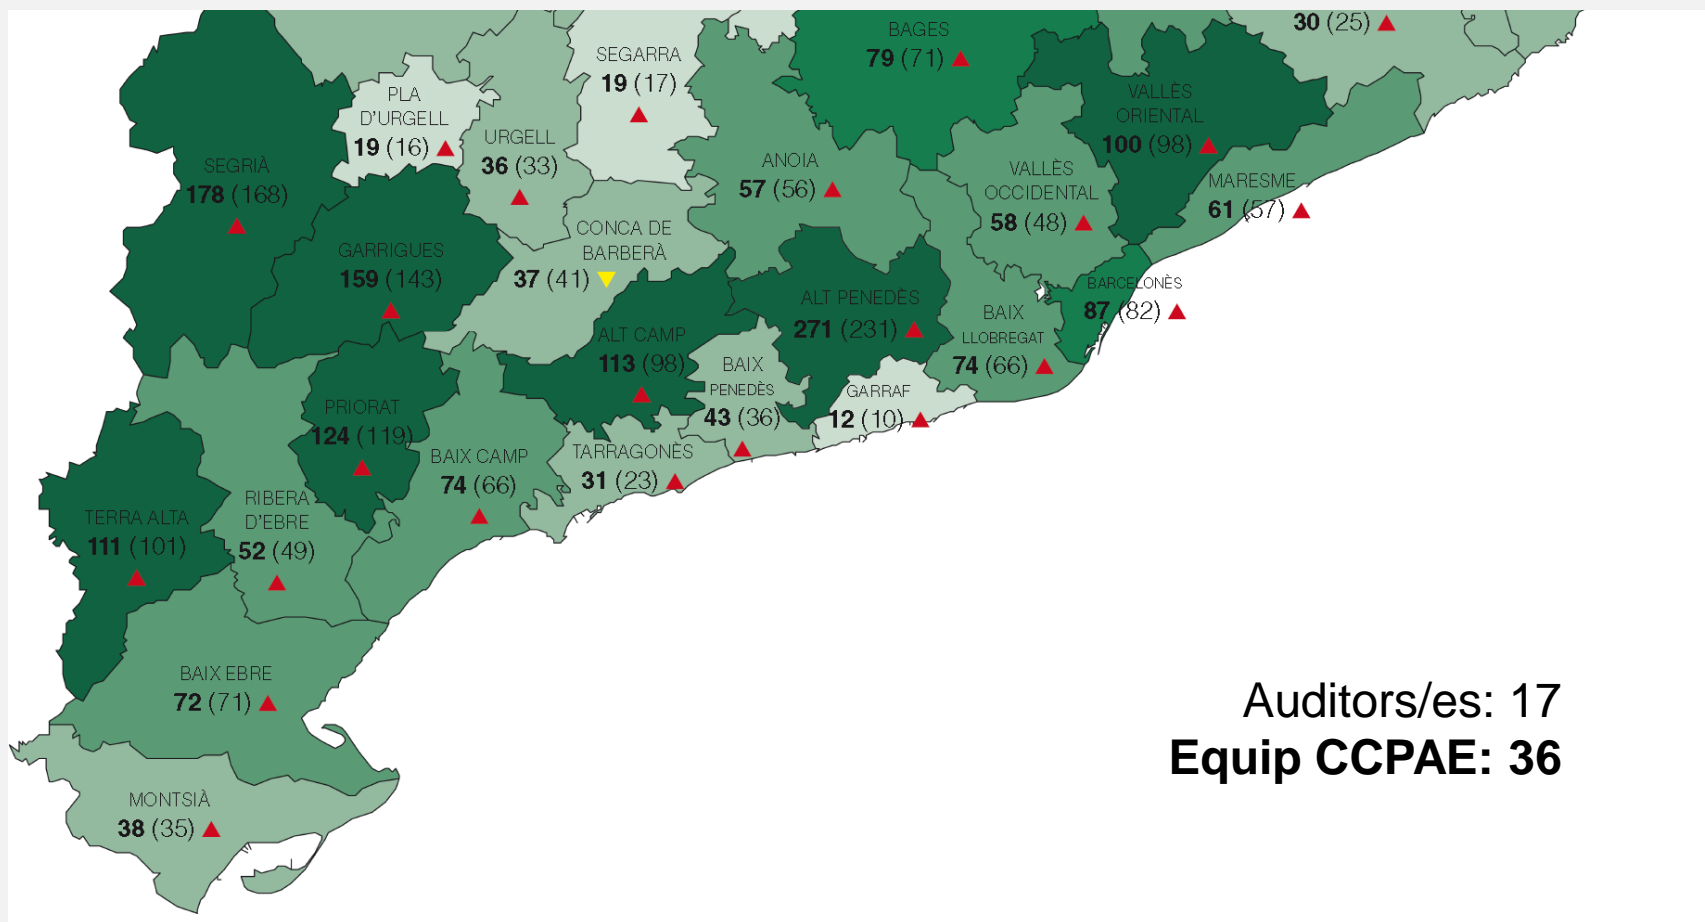 30 (25)
BAGES
79 (71)
SEGARRA
19 (17)
PLA
D'URGELL
19 (16)
URGELL
36 (33)
VALLÈS
ORIENTAL
100 (98)
SEGRIÀ
178 (168)
ANOIA
57 (56)
VALLÈS
OCCIDENTAL
58 (48)
MARESME
61 (57)
CONCA DE
BARBERÀ
37 (41)
GARRIGUES
159 (143)
ALT PENEDÈS
271 (231)
BARCELONÈS
87 (82)
BAIX
LLOBREGAT
74 (66)
ALT CAMP
113 (98)
BAIX
PENEDÈS
43 (36)
GARRAF
12 (10)
PRIORAT
124 (119)
BAIX CAMP
74 (66)
TARRAGONÈS
31 (23)
TERRA ALTA
111 (101)
RIBERA
D'EBRE
52 (49)
BAIX EBRE
72 (71)
MONTSIÀ
38 (35)
Auditors/es: 17
Equip CCPAE: 36